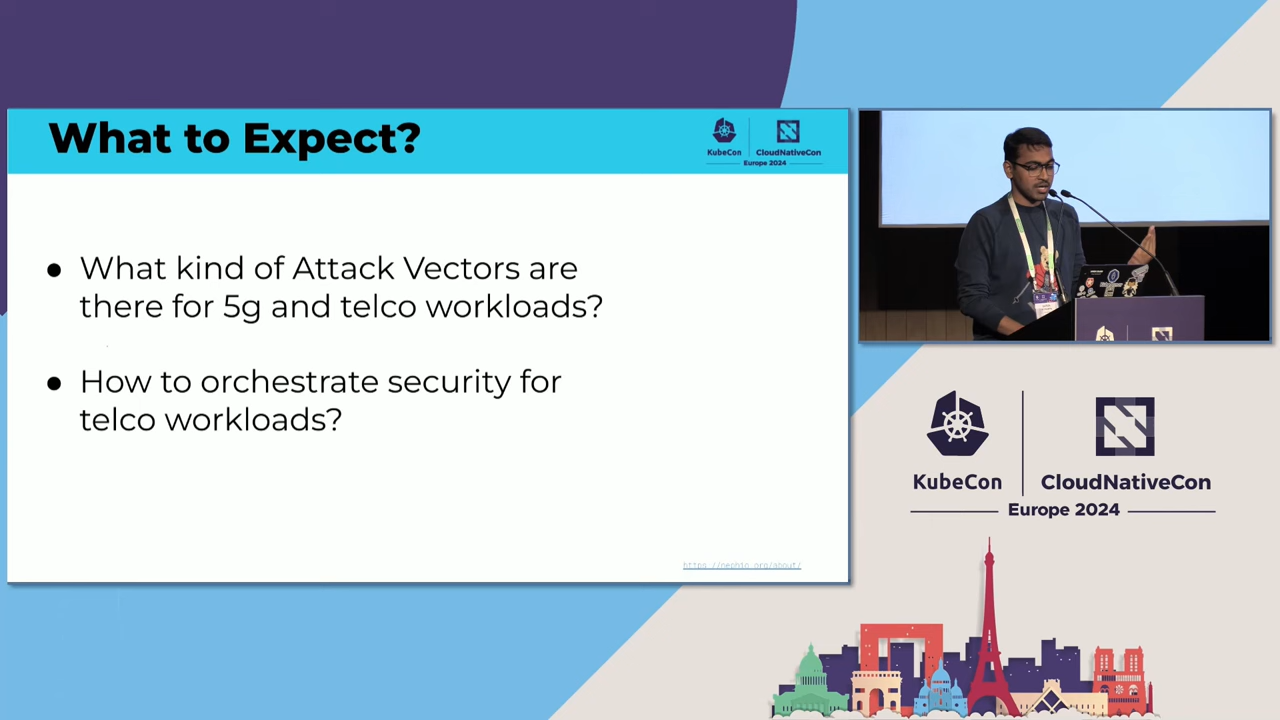 What to Expect?
KubeCon
CloudNativeCon
Europe 2024
● What kind of Attack Vectors are
there for 5g and telco workloads?
● How to orchestrate security for
telco workloads?
https://nephio.org/about/
KubeCon
CloudNativeCon
Europe 2024